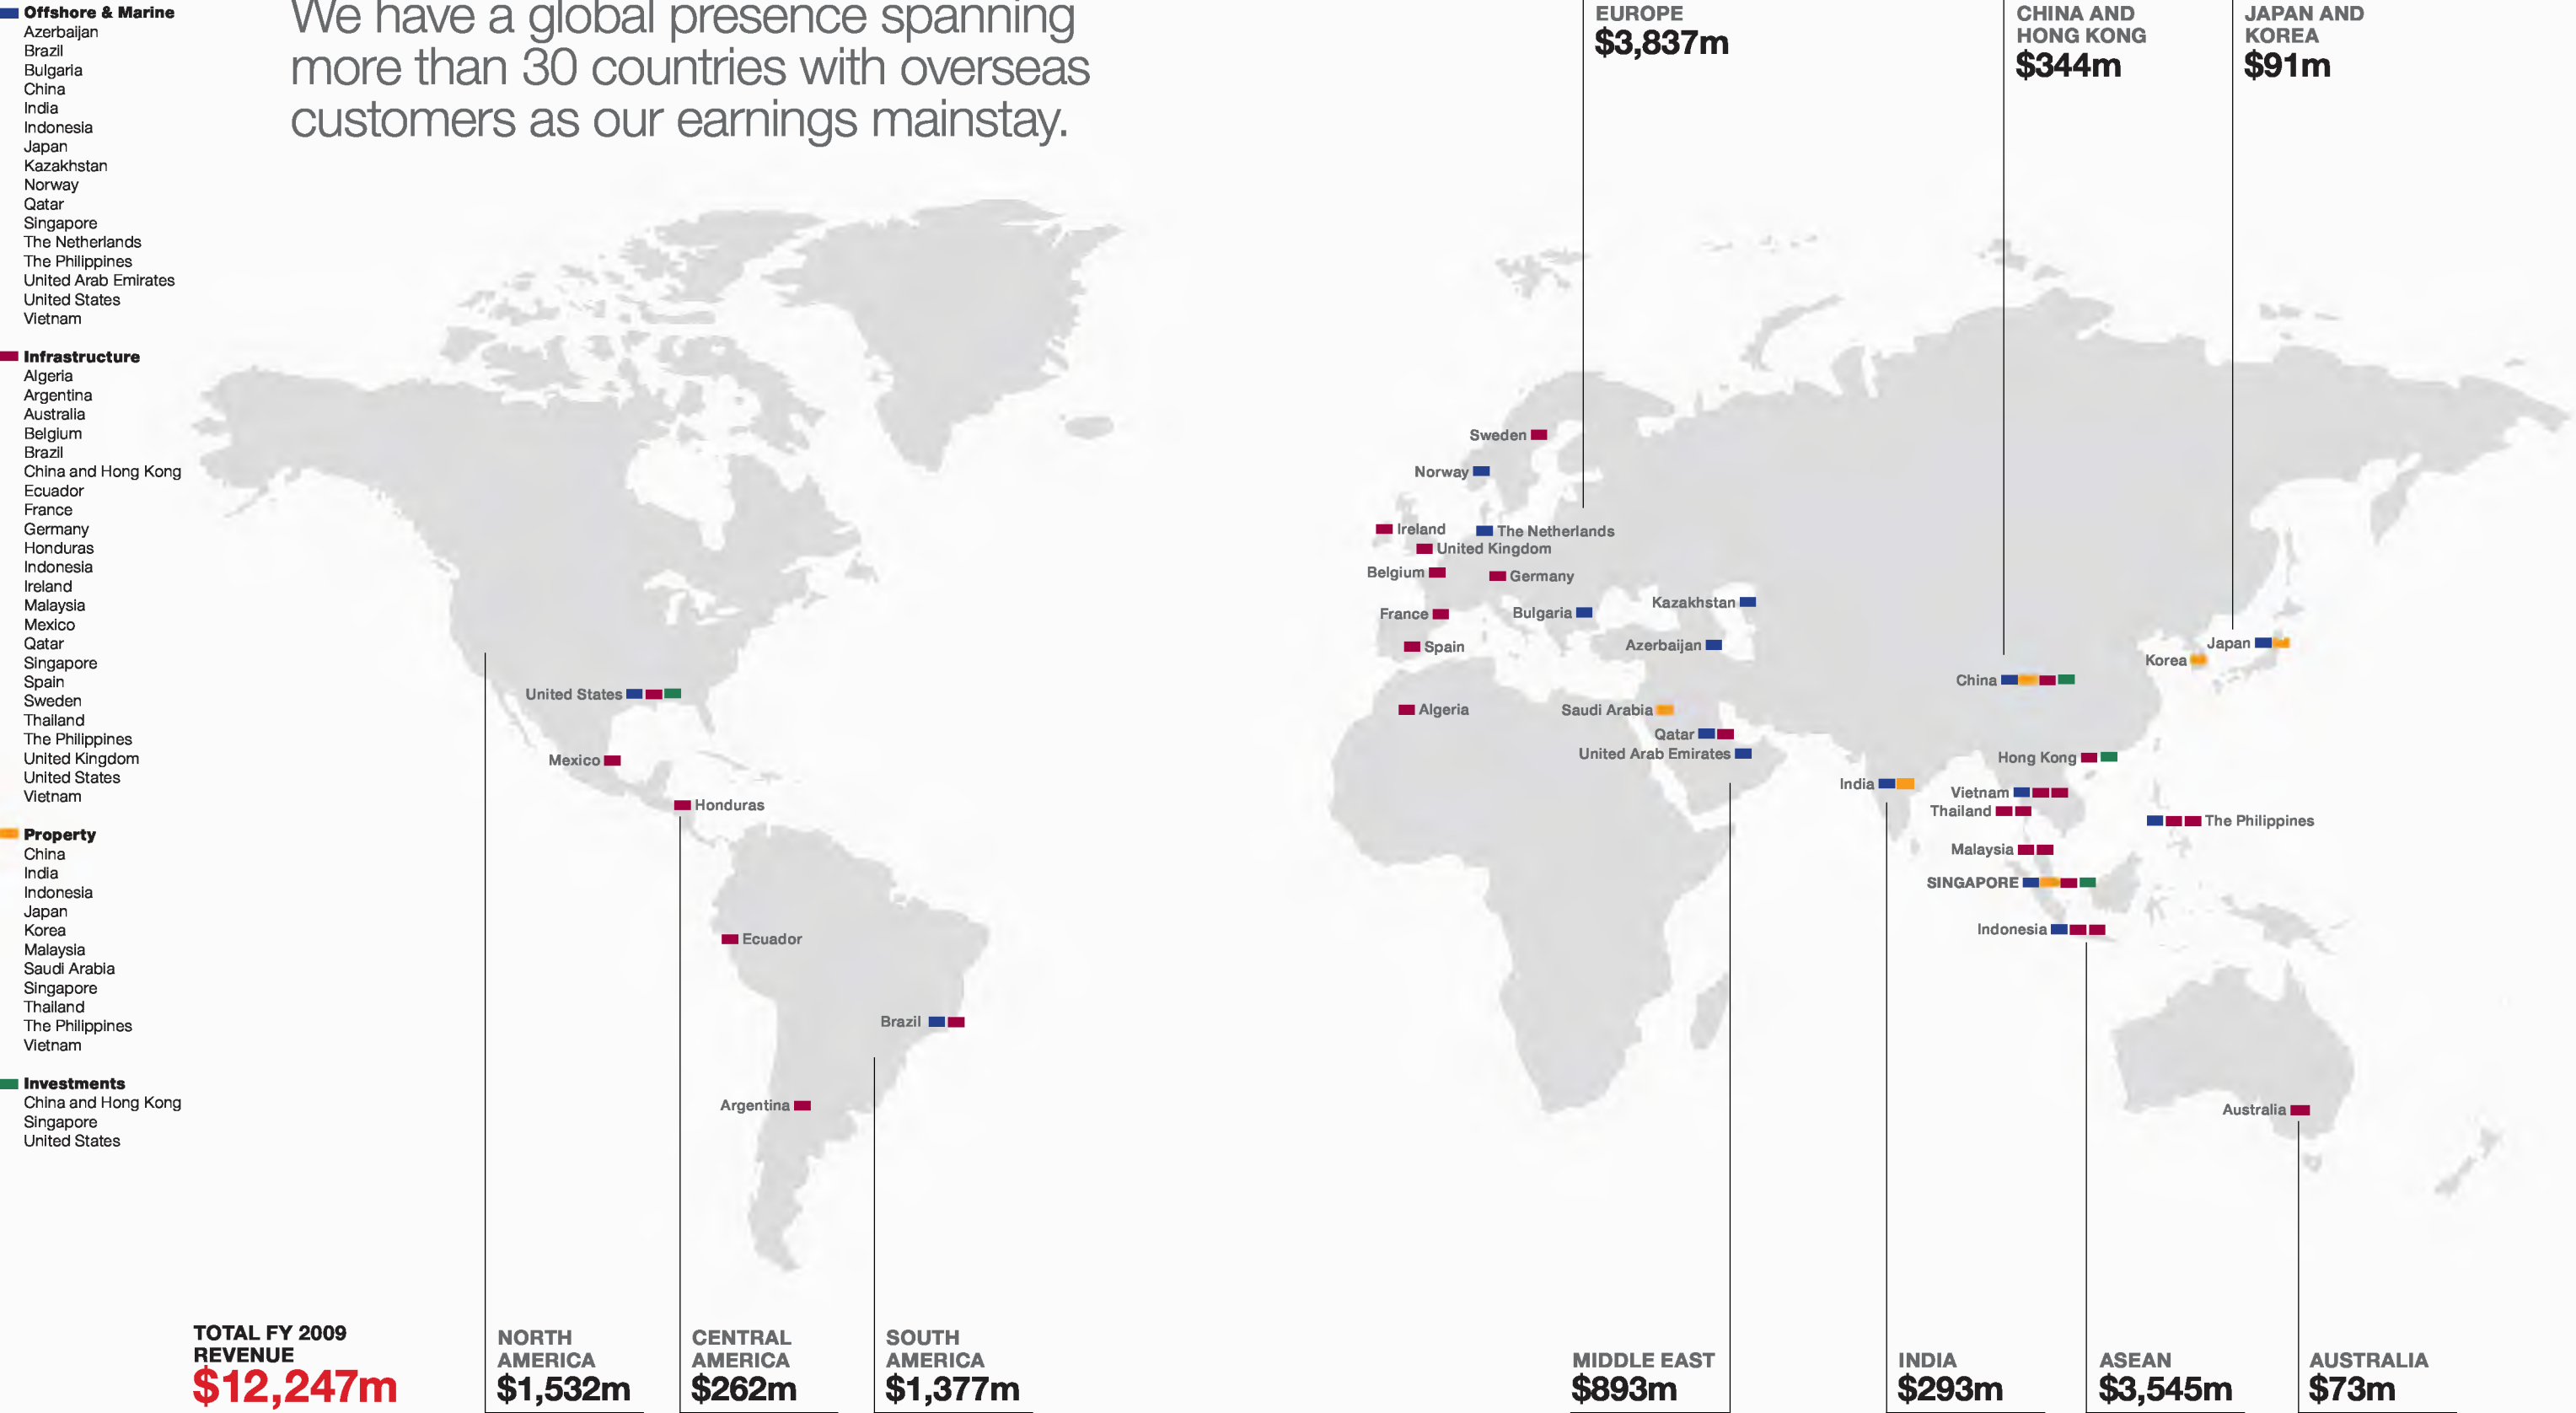 Offshore & Marine
Azerbaijan
Brazil
Bulgaria
China
India
Indonesia
Japan
Kazakhstan
Norway
Qatar
Singapore
The Netherlands
The Philippines
United Arab Emirates
United States
Vietnam
Infrastructure
Algeria
Argentina
Australia
Belgium
Brazil
China and Hong Kong
Ecuador
France
Germany
Honduras
Indonesia
Ireland
Malaysia
Mexico
Qatar
Singapore
Spain
Sweden
Thailand
The Philippines
United Kingdom
United States
Vietnam
Property
China
India
Indonesia
Japan
Korea
Malaysia
Saudi Arabia
Singapore
Thailand
The Philippines
Vietnam
Investments
China and Hong Kong
Singapore
United States
We have a global presence spanning
more than 30 countries with overseas
customers as our earnings mainstay.
EUROPE
$3,837m
CHINA AND
HONG KONG
$344m
JAPAN AND
KOREA
$91m
Sweden
Norway
Ireland
The Netherlands
United Kingdom
Belgium
Germany
France
Bulgaria
Kazakhstan
Spain
Azerbaijan
Japan
Korea
China
United States
Algeria
Saudi Arabia
Qatar
United Arab Emirates
Mexico
Hong Kong
India
Vietnam
Honduras
Thailand
The Philippines
Malaysia
SINGAPORE
Indonesia
Ecuador
Brazil
Argentina
Australia
TOTAL FY 2009
REVENUE
$12,247m
NORTH
AMERICA
$1,532m
CENTRAL
AMERICA
$262m
SOUTH
AMERICA
$1,377m
MIDDLE EAST
$893m
INDIA
$293m
ASEAN
$3,545m
AUSTRALIA
$73m